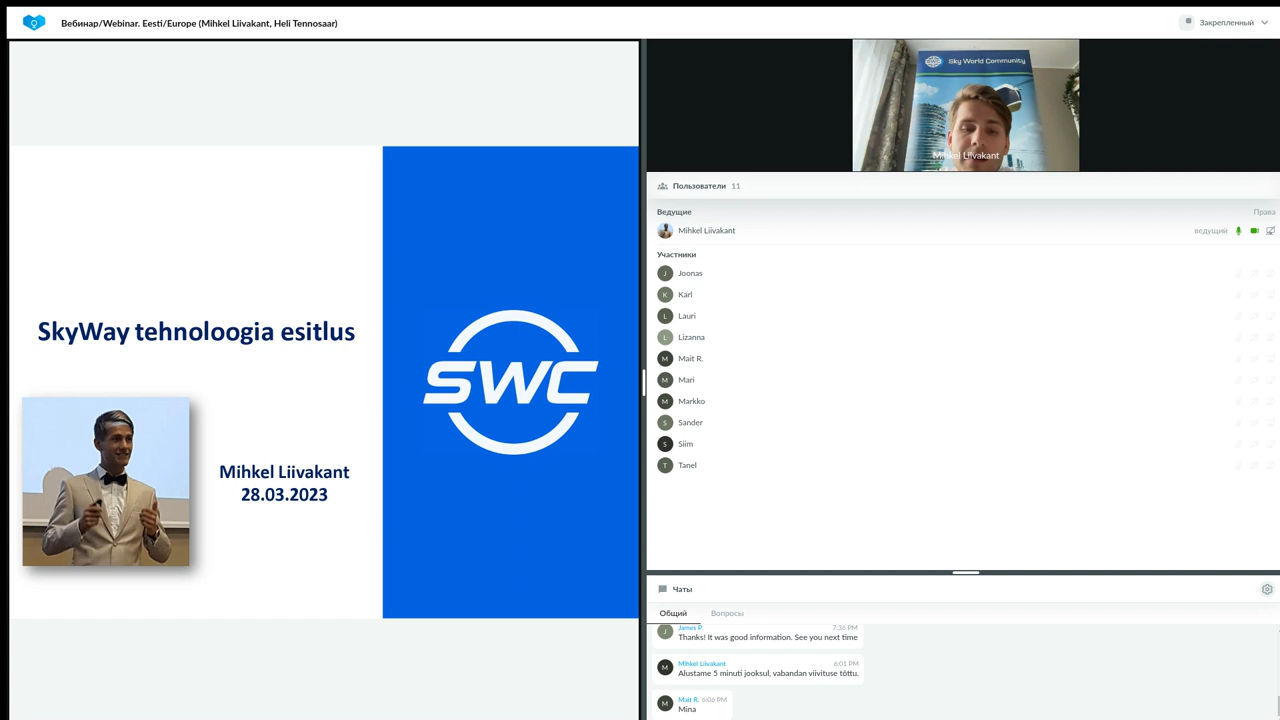 Вебинар/Webinar. Eesti/Europe (Mihkel Liivakant, Heli Tennosaar)
Закрепленный
SkyWay tehnoloogia esitlus
Mihkel Liivakant
28.03.2023
SWC
Sky World Community
Mihkel Liivakant
Пользователи 11
Ведущие
Права
Mihkel Liivakant
ведущий
Участники
J Joonas
K Karl
L Lauri
L Lizanna
M Mait R.
M Mari
M Markko
S Sander
S Siim
T Tanel
Чаты
Общий
Вопросы
J James P. 7:36 PM
Thanks! It was good information. See you next time
M Mihkel Liivakant 6:01 PM
Alustame 5 minuti jooksul, vabandan viivituse tõttu.
M Mait R. 6:06 PM
Mina